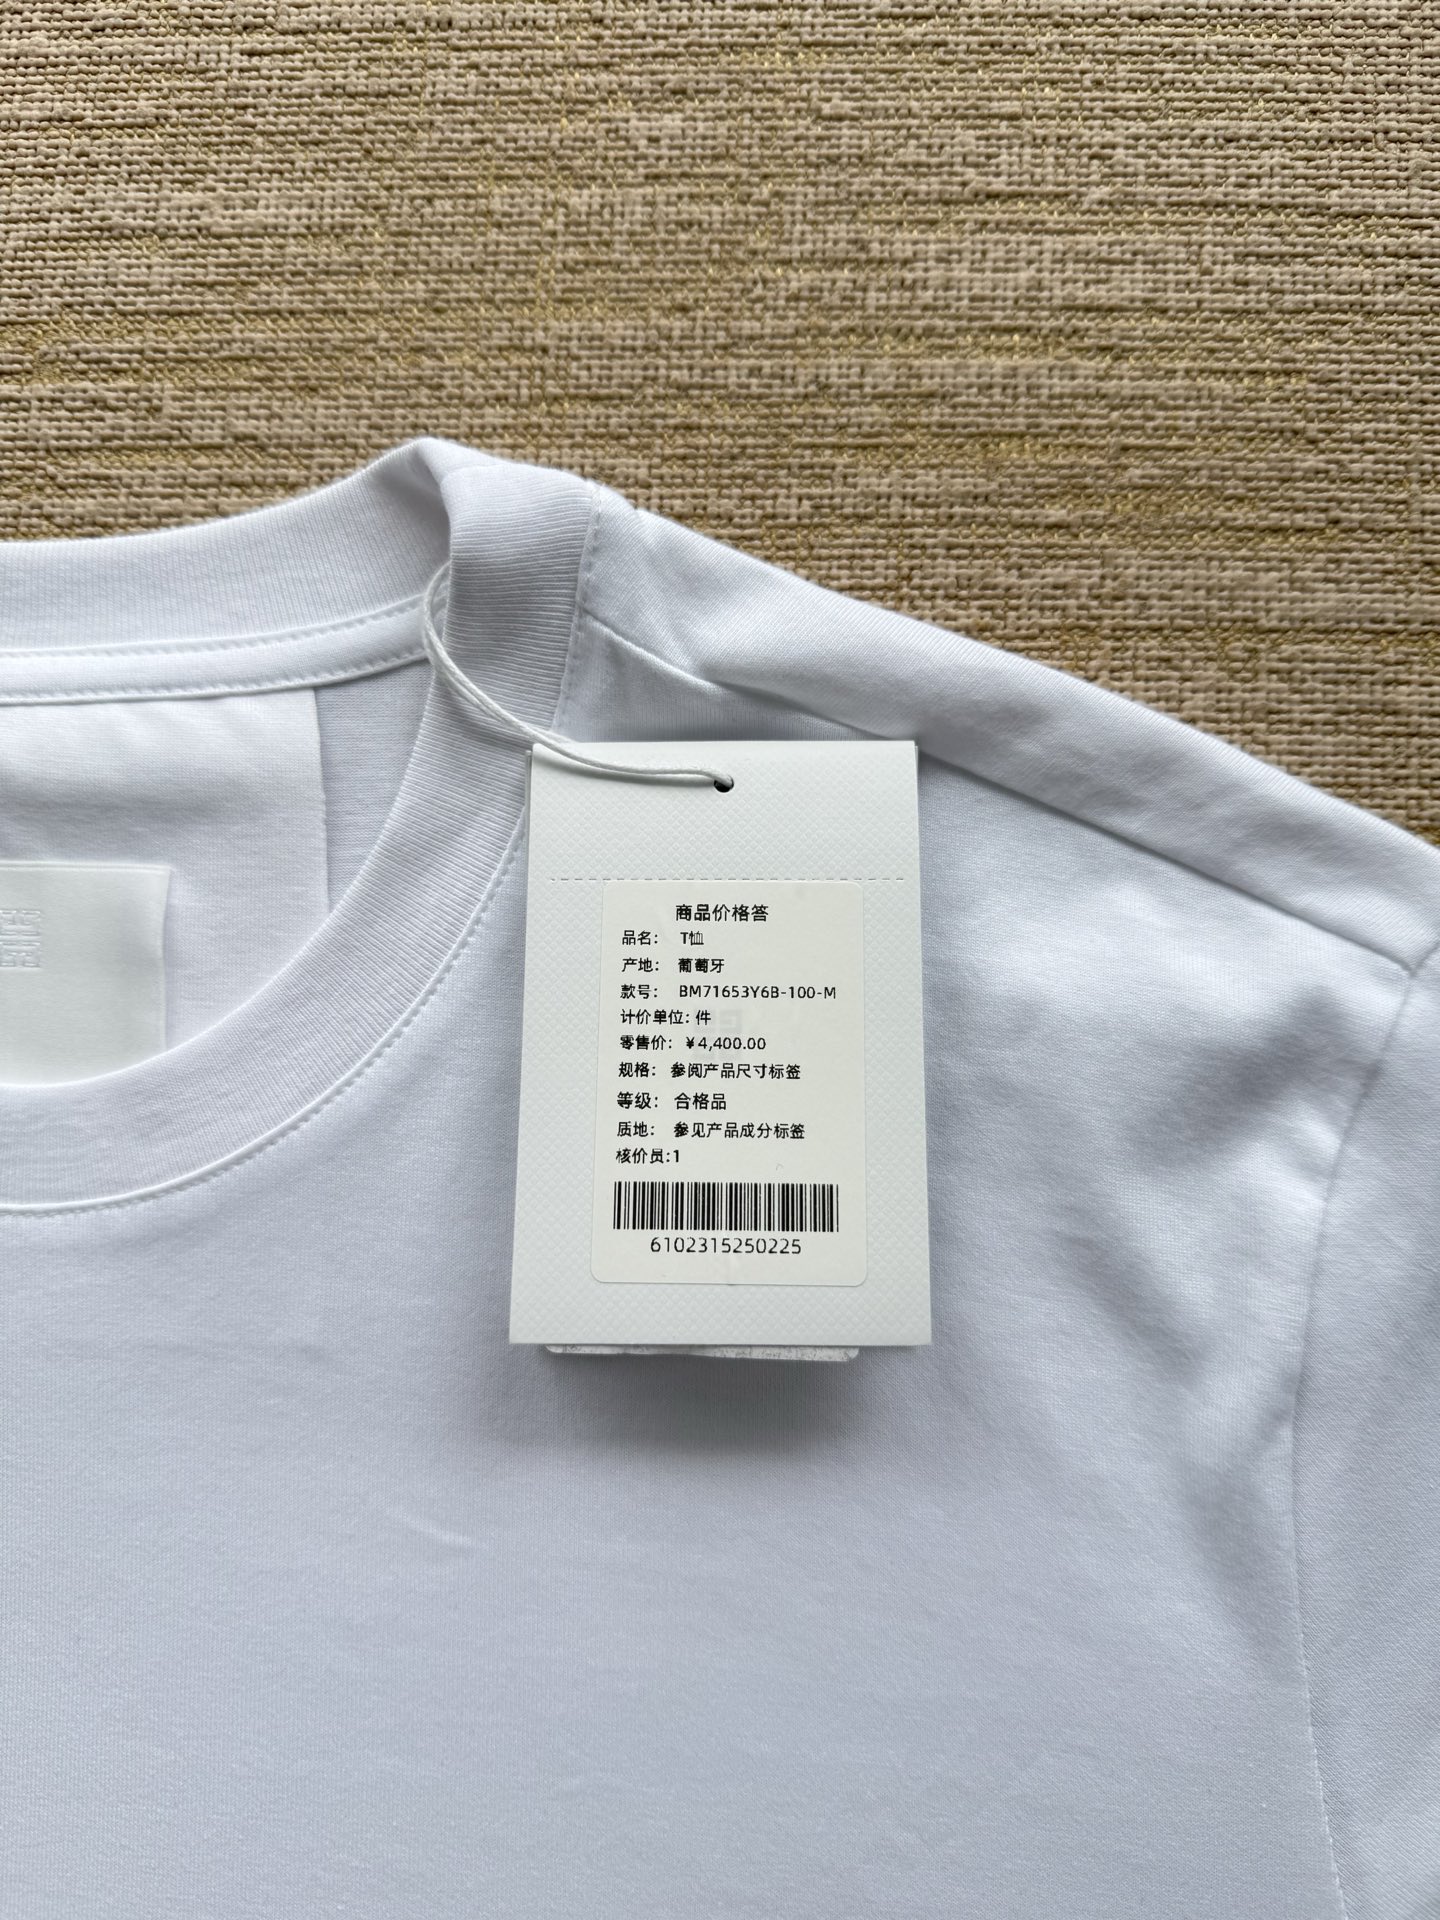 商品价格答
品名： T恤
产地： 葡萄牙
款号： BM71653Y6B-100-M
计价单位: 件
零售价： ￥4,400.00
规格： 参阅产品尺寸标签
等级： 合格品
质地： 参见产品成分标签
核价员:1
6102315250225